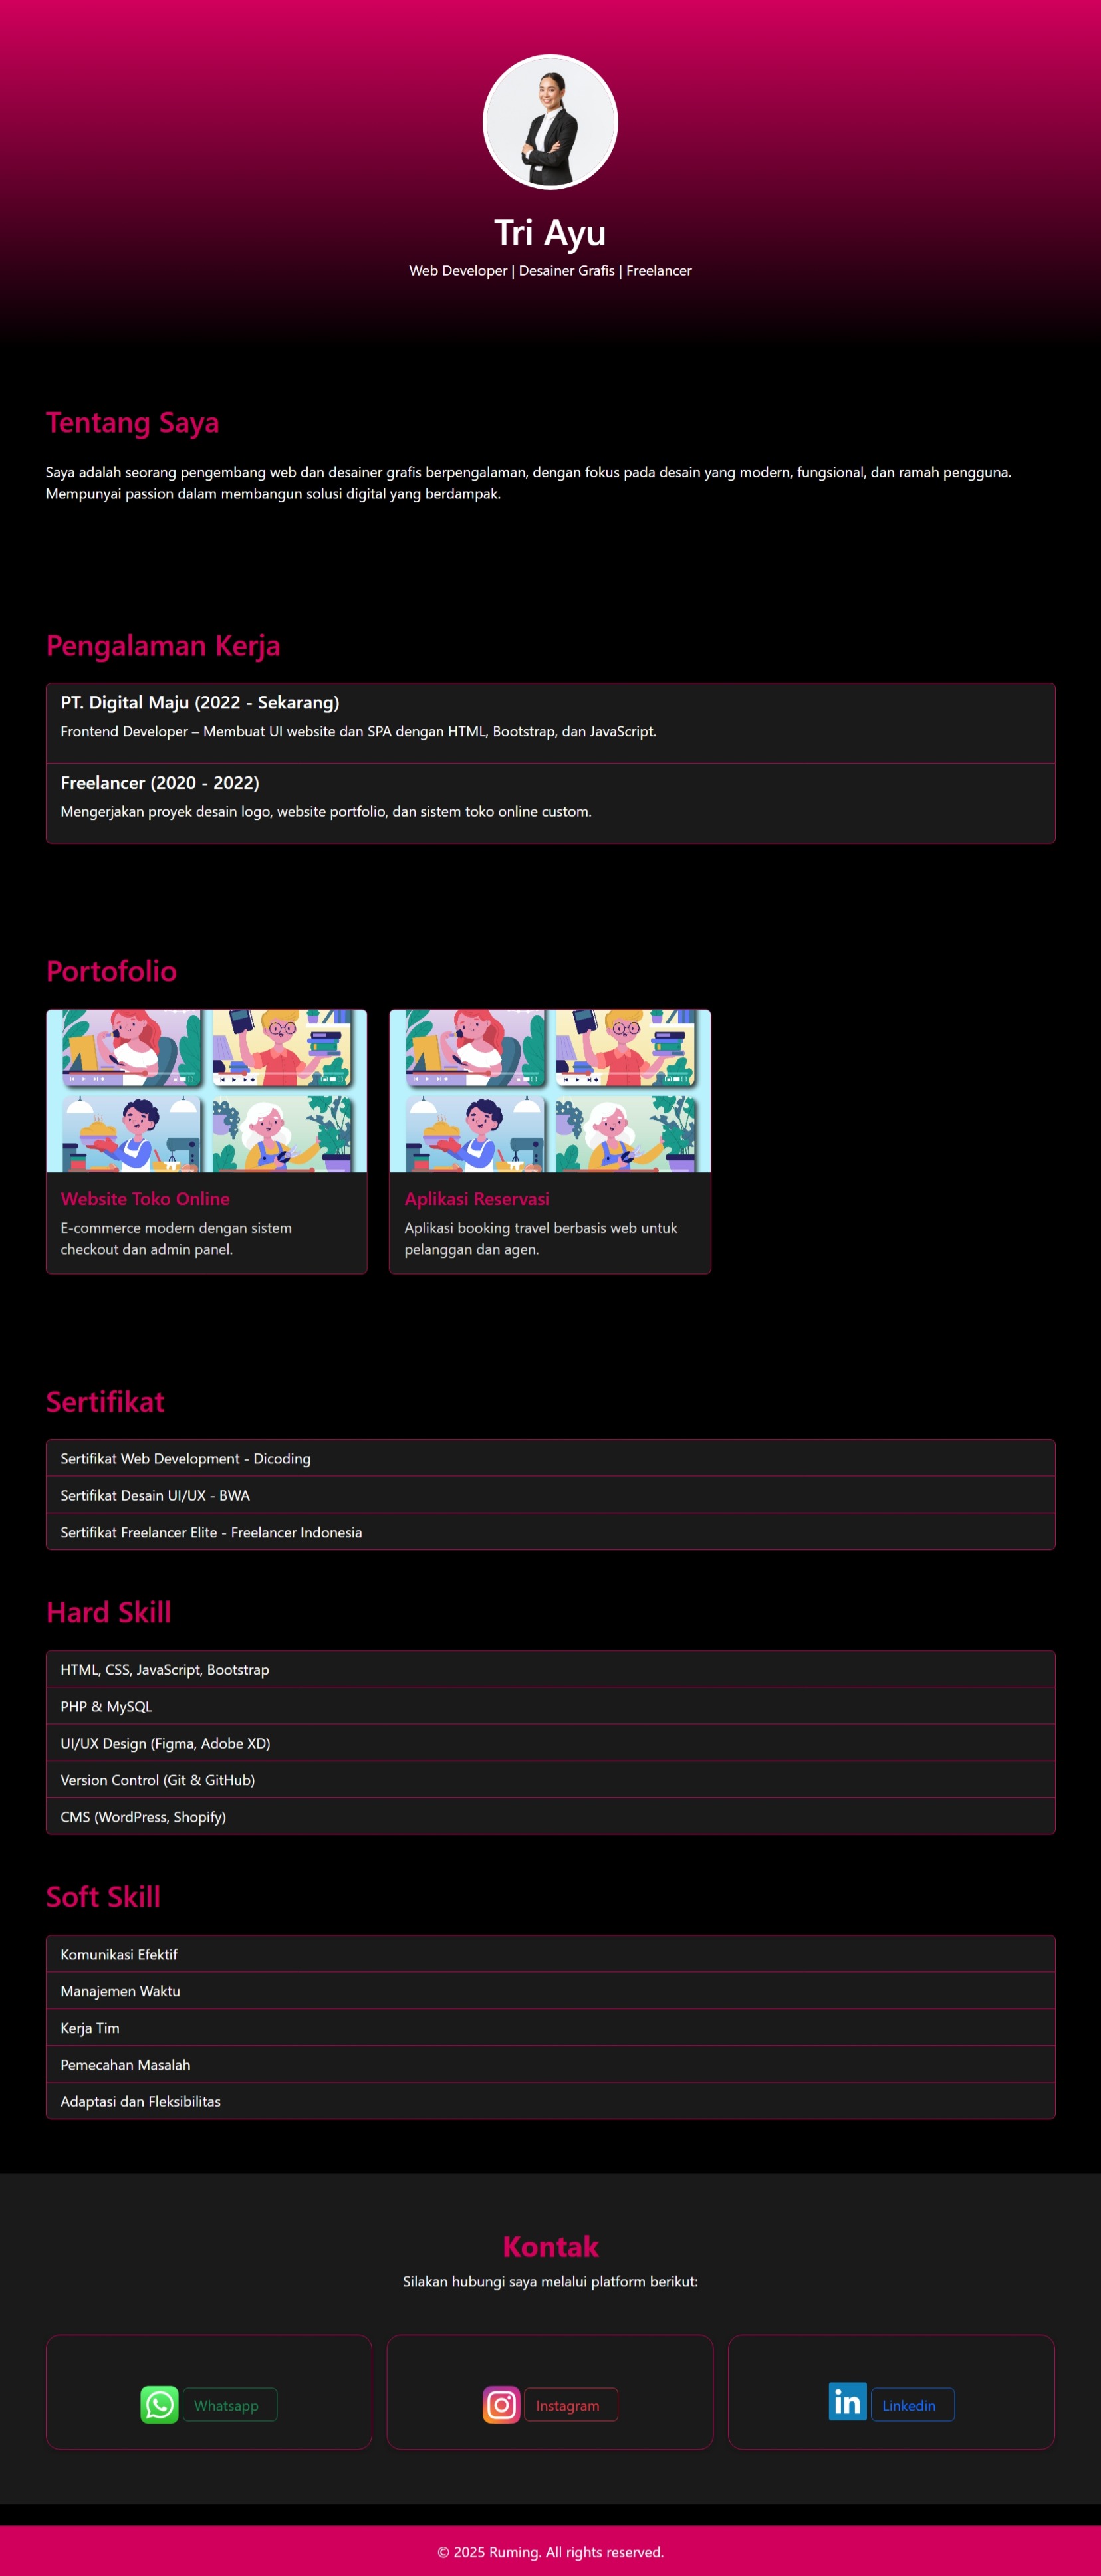 Tri Ayu
Web Developer | Desainer Grafis | Freelancer
Tentang Saya
Saya adalah seorang pengembang web dan desainer grafis berpengalaman, dengan fokus pada desain yang modern, fungsional, dan ramah pengguna.
Mempunyai passion dalam membangun solusi digital yang berdampak.
Pengalaman Kerja
PT. Digital Maju (2022 - Sekarang)
Frontend Developer – Membuat UI website dan SPA dengan HTML, Bootstrap, dan JavaScript.
Freelancer (2020 - 2022)
Mengerjakan proyek desain logo, website portfolio, dan sistem toko online custom.
Portofolio
Website Toko Online
E-commerce modern dengan sistem
checkout dan admin panel.
Aplikasi Reservasi
Aplikasi booking travel berbasis web untuk
pelanggan dan agen.
Sertifikat
Sertifikat Web Development - Dicoding
Sertifikat Desain UI/UX - BWA
Sertifikat Freelancer Elite - Freelancer Indonesia
Hard Skill
HTML, CSS, JavaScript, Bootstrap
PHP & MySQL
UI/UX Design (Figma, Adobe XD)
Version Control (Git & GitHub)
CMS (WordPress, Shopify)
Soft Skill
Komunikasi Efektif
Manajemen Waktu
Kerja Tim
Pemecahan Masalah
Adaptasi dan Fleksibilitas
Kontak
Silakan hubungi saya melalui platform berikut:
Whatsapp
Instagram
in
Linkedin
© 2025 Ruming. All rights reserved.